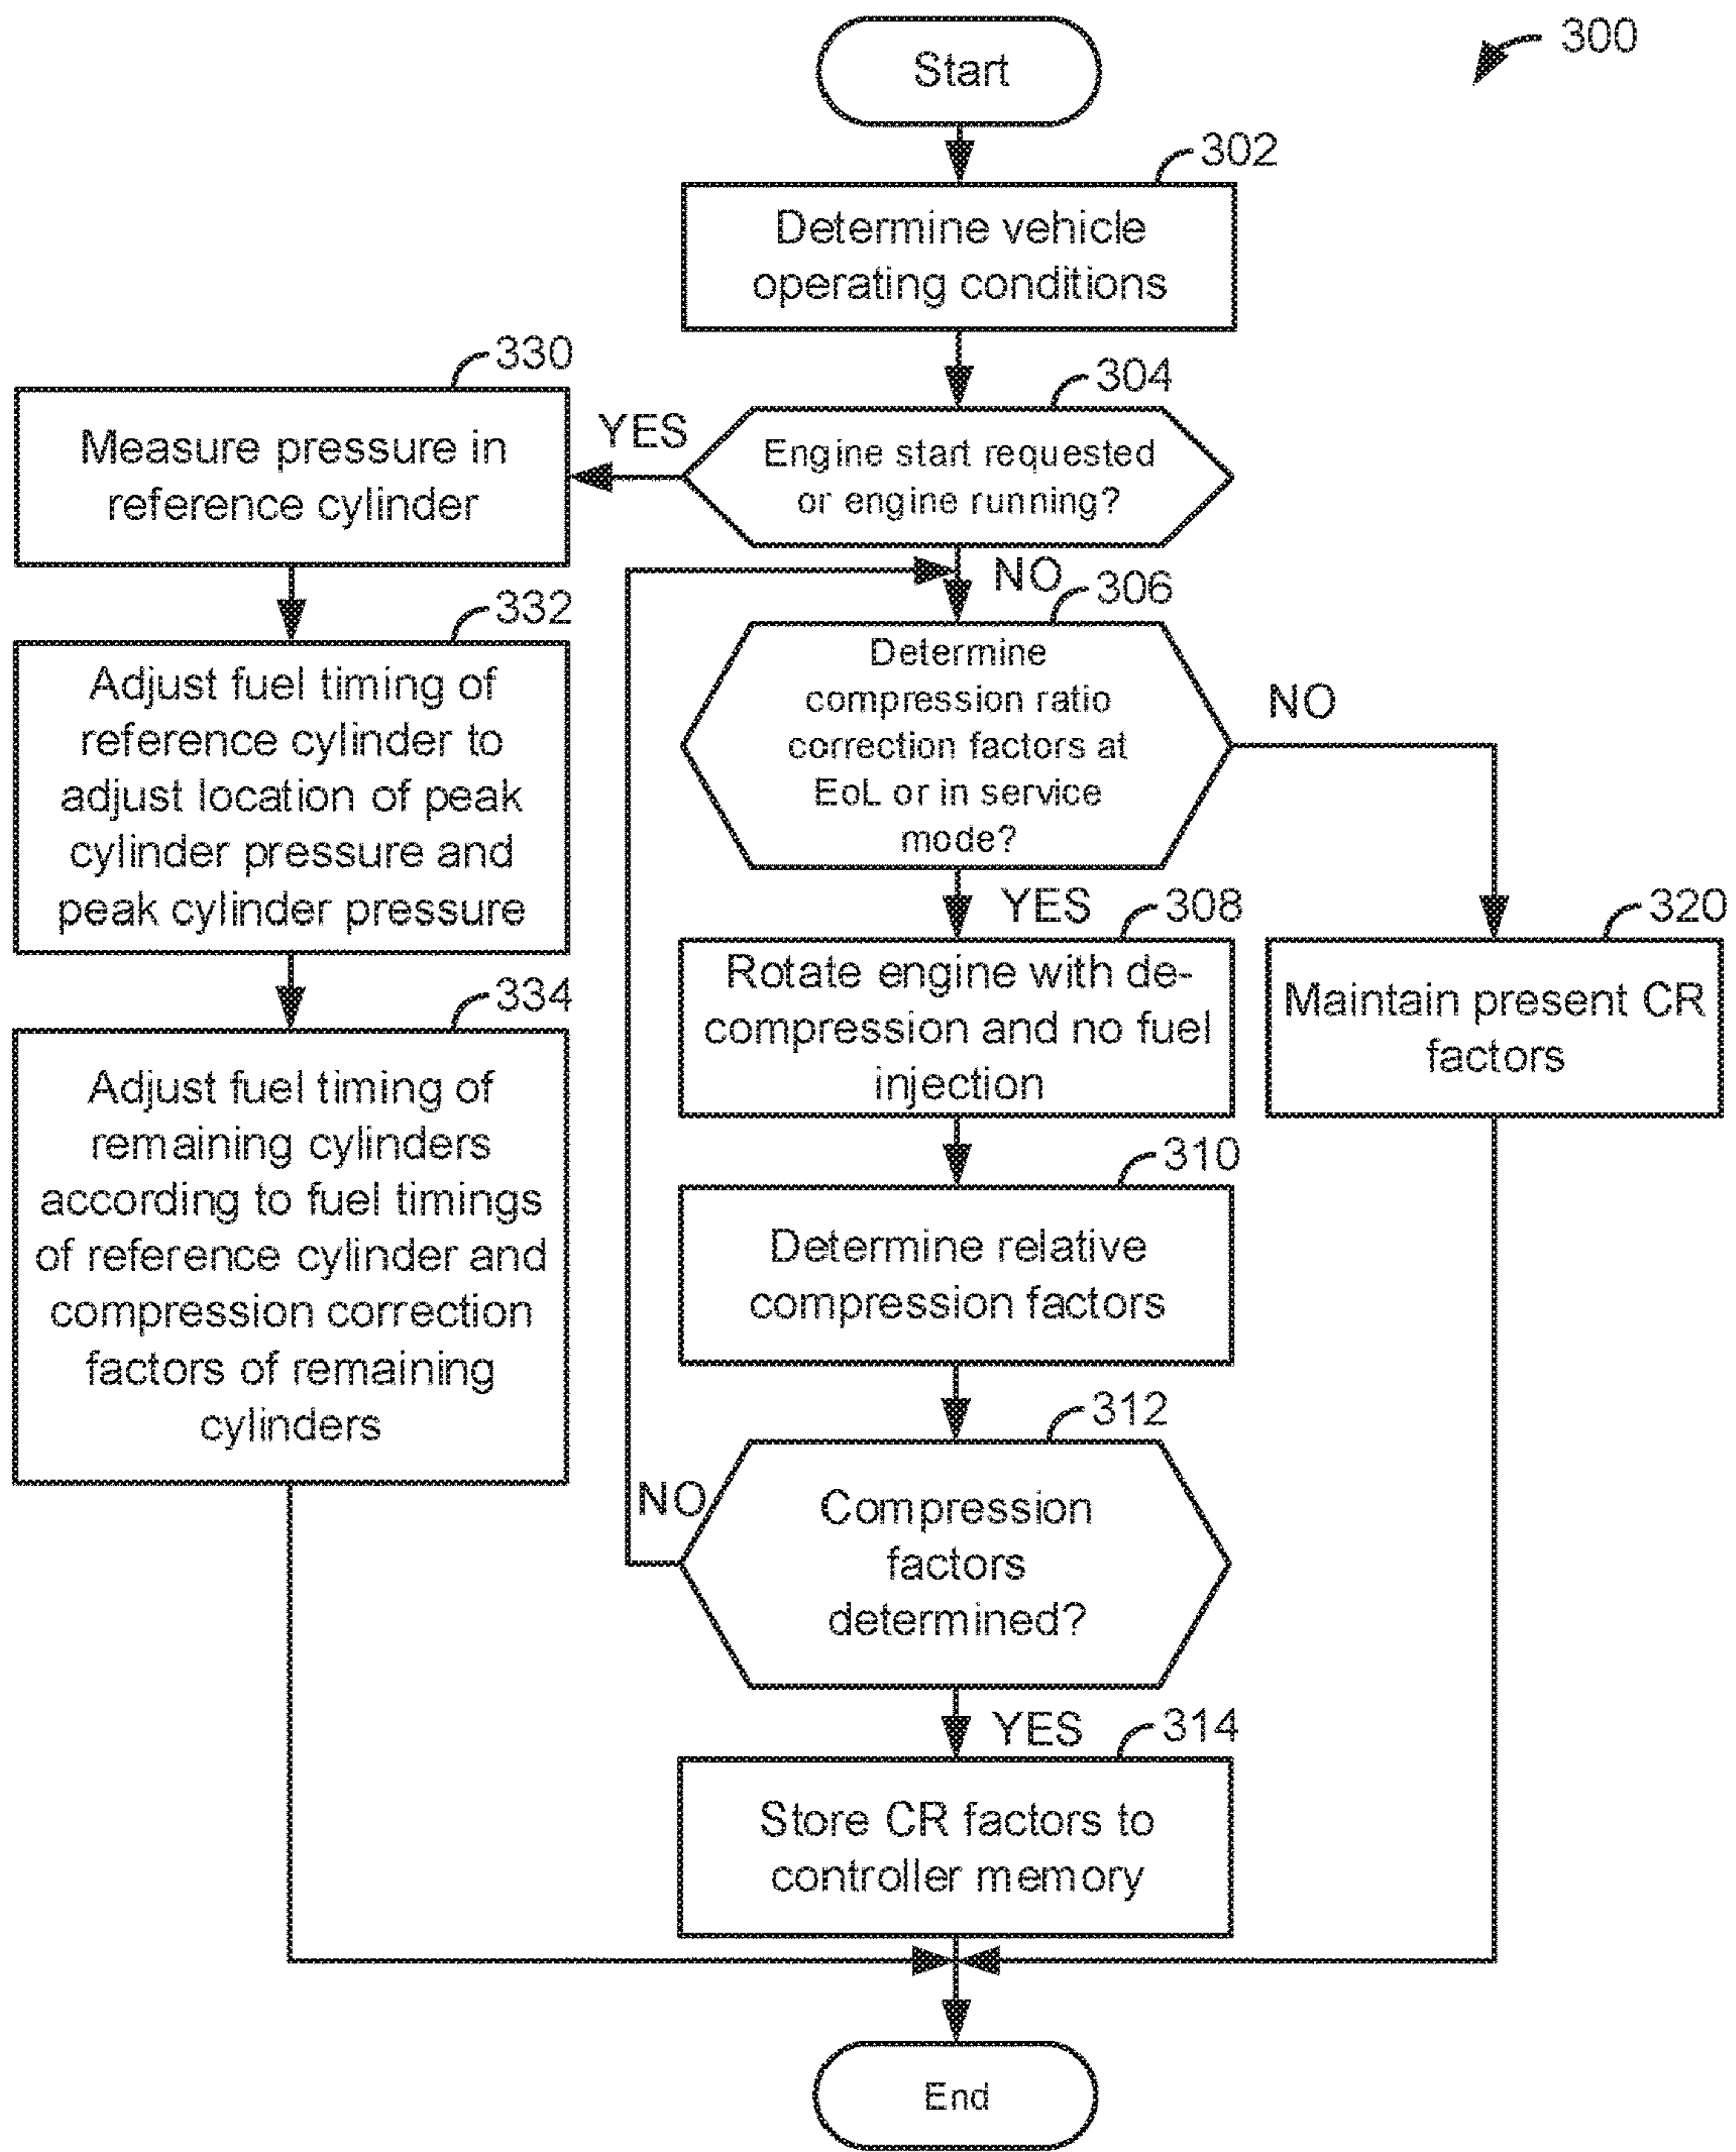 300
Start
302
Determine vehicle
operating conditions
304
Engine start requested
or engine running?
YES
330
Measure pressure in
reference cylinder
332
Adjust fuel timing of
reference cylinder to
adjust location of peak
cylinder pressure and
peak cylinder pressure
334
Adjust fuel timing of
remaining cylinders
according to fuel timings
of reference cylinder and
compression correction
factors of remaining
cylinders
NO
306
Determine
compression ratio
correction factors at
EoL or in service
mode?
NO
320
Maintain present CR
factors
YES
308
Rotate engine with de-
compression and no fuel
injection
310
Determine relative
compression factors
312
Compression
factors
determined?
NO
YES
314
Store CR factors to
controller memory
End